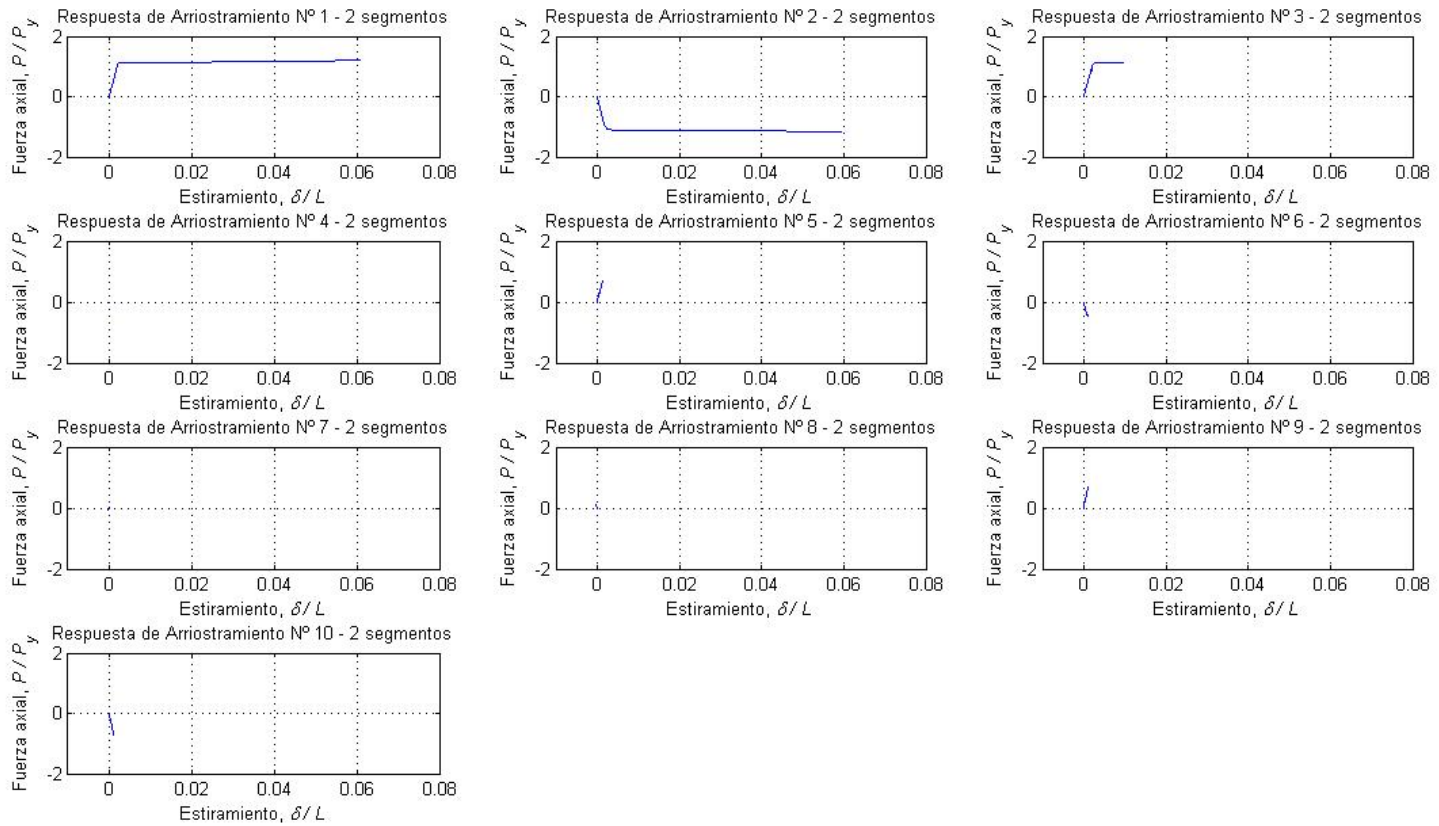 Respuesta de Arriostramiento Nº 1 - 2 segmentos
Fuerza axial, P / Py
2
0
-2
0 0.02 0.04 0.06 0.08
Estiramiento, δ / L
Respuesta de Arriostramiento Nº 2 - 2 segmentos
Fuerza axial, P / Py
2
0
-2
0 0.02 0.04 0.06 0.08
Estiramiento, δ / L
Respuesta de Arriostramiento Nº 3 - 2 segmentos
Fuerza axial, P / Py
2
0
-2
0 0.02 0.04 0.06 0.08
Estiramiento, δ / L
Respuesta de Arriostramiento Nº 4 - 2 segmentos
Fuerza axial, P / Py
2
0
-2
0 0.02 0.04 0.06 0.08
Estiramiento, δ / L
Respuesta de Arriostramiento Nº 5 - 2 segmentos
Fuerza axial, P / Py
2
0
-2
0 0.02 0.04 0.06 0.08
Estiramiento, δ / L
Respuesta de Arriostramiento Nº 6 - 2 segmentos
Fuerza axial, P / Py
2
0
-2
0 0.02 0.04 0.06 0.08
Estiramiento, δ / L
Respuesta de Arriostramiento Nº 7 - 2 segmentos
Fuerza axial, P / Py
2
0
-2
0 0.02 0.04 0.06 0.08
Estiramiento, δ / L
Respuesta de Arriostramiento Nº 8 - 2 segmentos
Fuerza axial, P / Py
2
0
-2
0 0.02 0.04 0.06 0.08
Estiramiento, δ / L
Respuesta de Arriostramiento Nº 9 - 2 segmentos
Fuerza axial, P / Py
2
0
-2
0 0.02 0.04 0.06 0.08
Estiramiento, δ / L
Respuesta de Arriostramiento Nº 10 - 2 segmentos
Fuerza axial, P / Py
2
0
-2
0 0.02 0.04 0.06 0.08
Estiramiento, δ / L